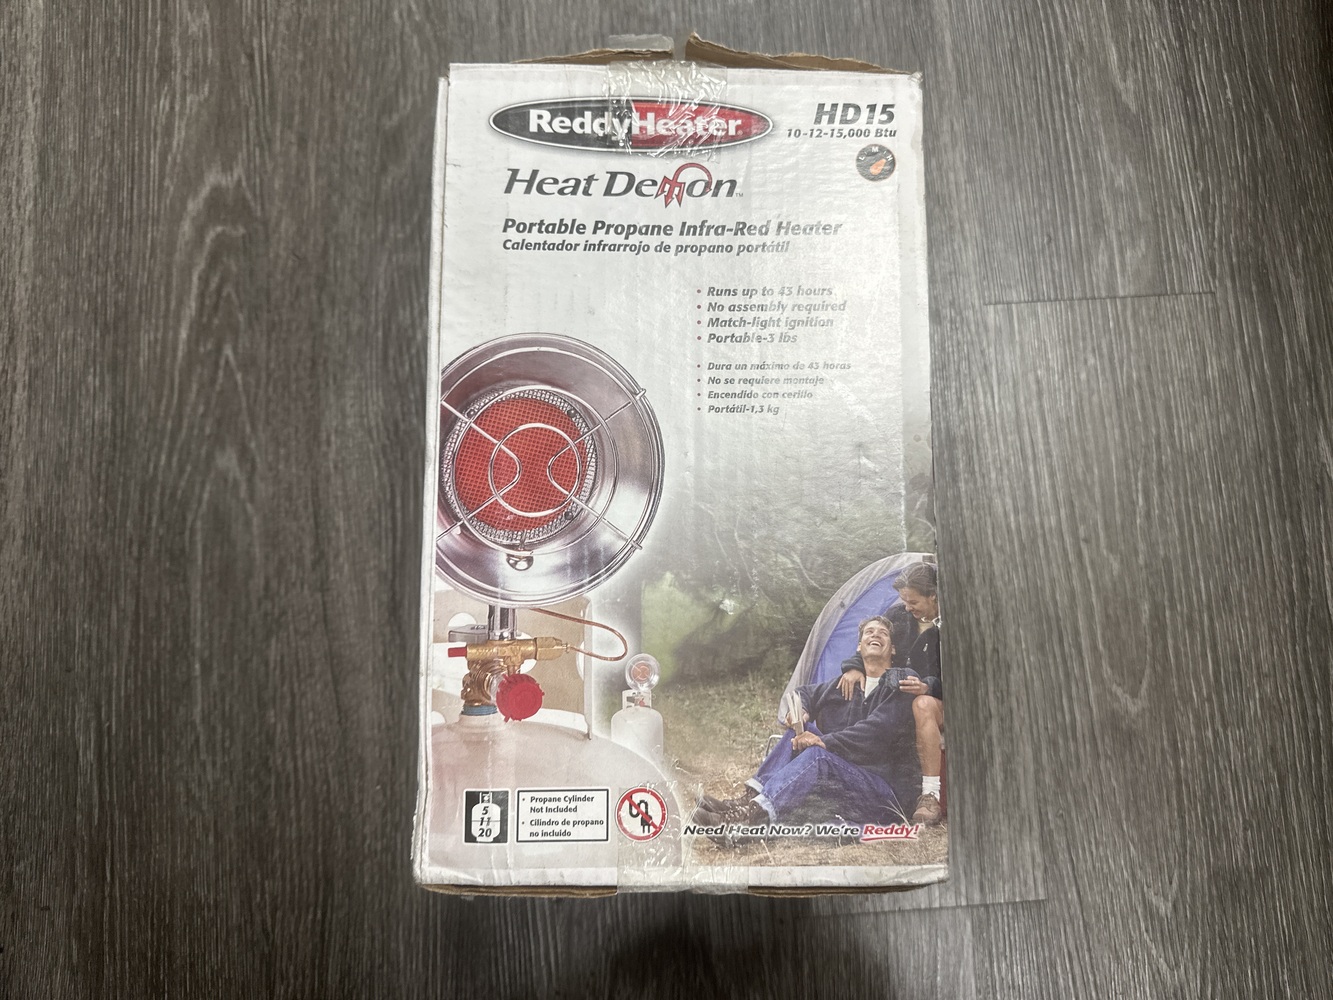 ReddyHeater
HD15
10-12-15,000 Btu
L M H
Heat Demon™
Portable Propane Infra-Red Heater
Calentador infrarrojo de propano portátil
• Runs up to 43 hours
• No assembly required
• Match-light ignition
• Portable-3 lbs
• Dura un máximo de 43 horas
• No se requiere montaje
• Encendido con cerillo
• Portátil-1,3 kg
5
11
20
• Propane Cylinder
Not Included
• Cilindro de propano
no incluido
Need Heat Now? We're Reddy!